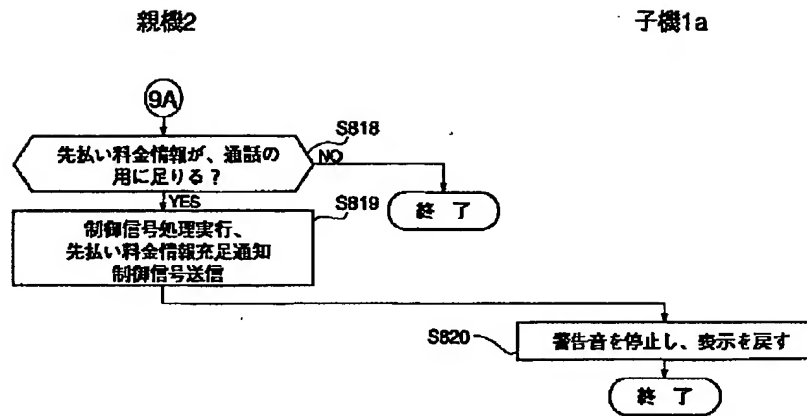 親機2
子機1a
9A
S818
先払い料金情報が、通話の
用に足りる？
NO
YES
終 了
S819
制御信号処理実行、
先払い料金情報充足通知
制御信号送信
S820
警告音を停止し、表示を戻す
終 了